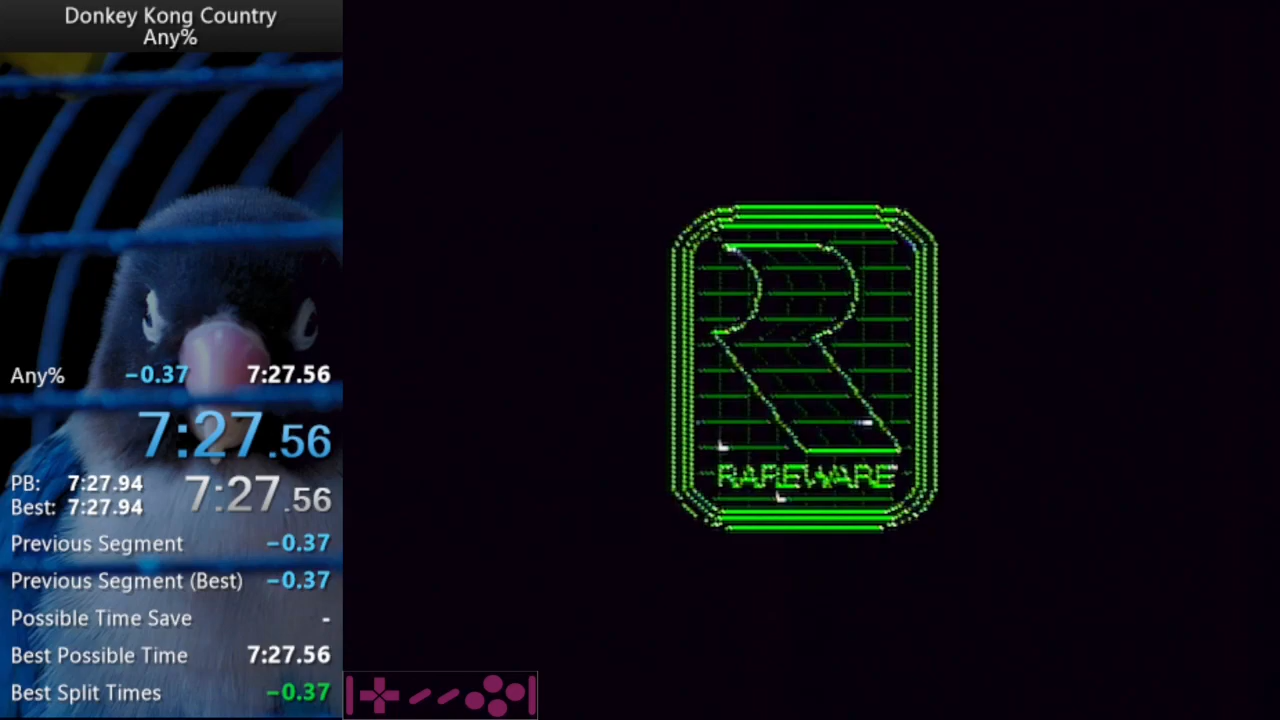 Donkey Kong Country
Any%
Any% −0.37 7:27.56
7:27.56
PB: 7:27.94
Best: 7:27.94
7:27.56
Previous Segment −0.37
Previous Segment (Best) −0.37
Possible Time Save -
Best Possible Time 7:27.56
Best Split Times −0.37
R
RAREWARE